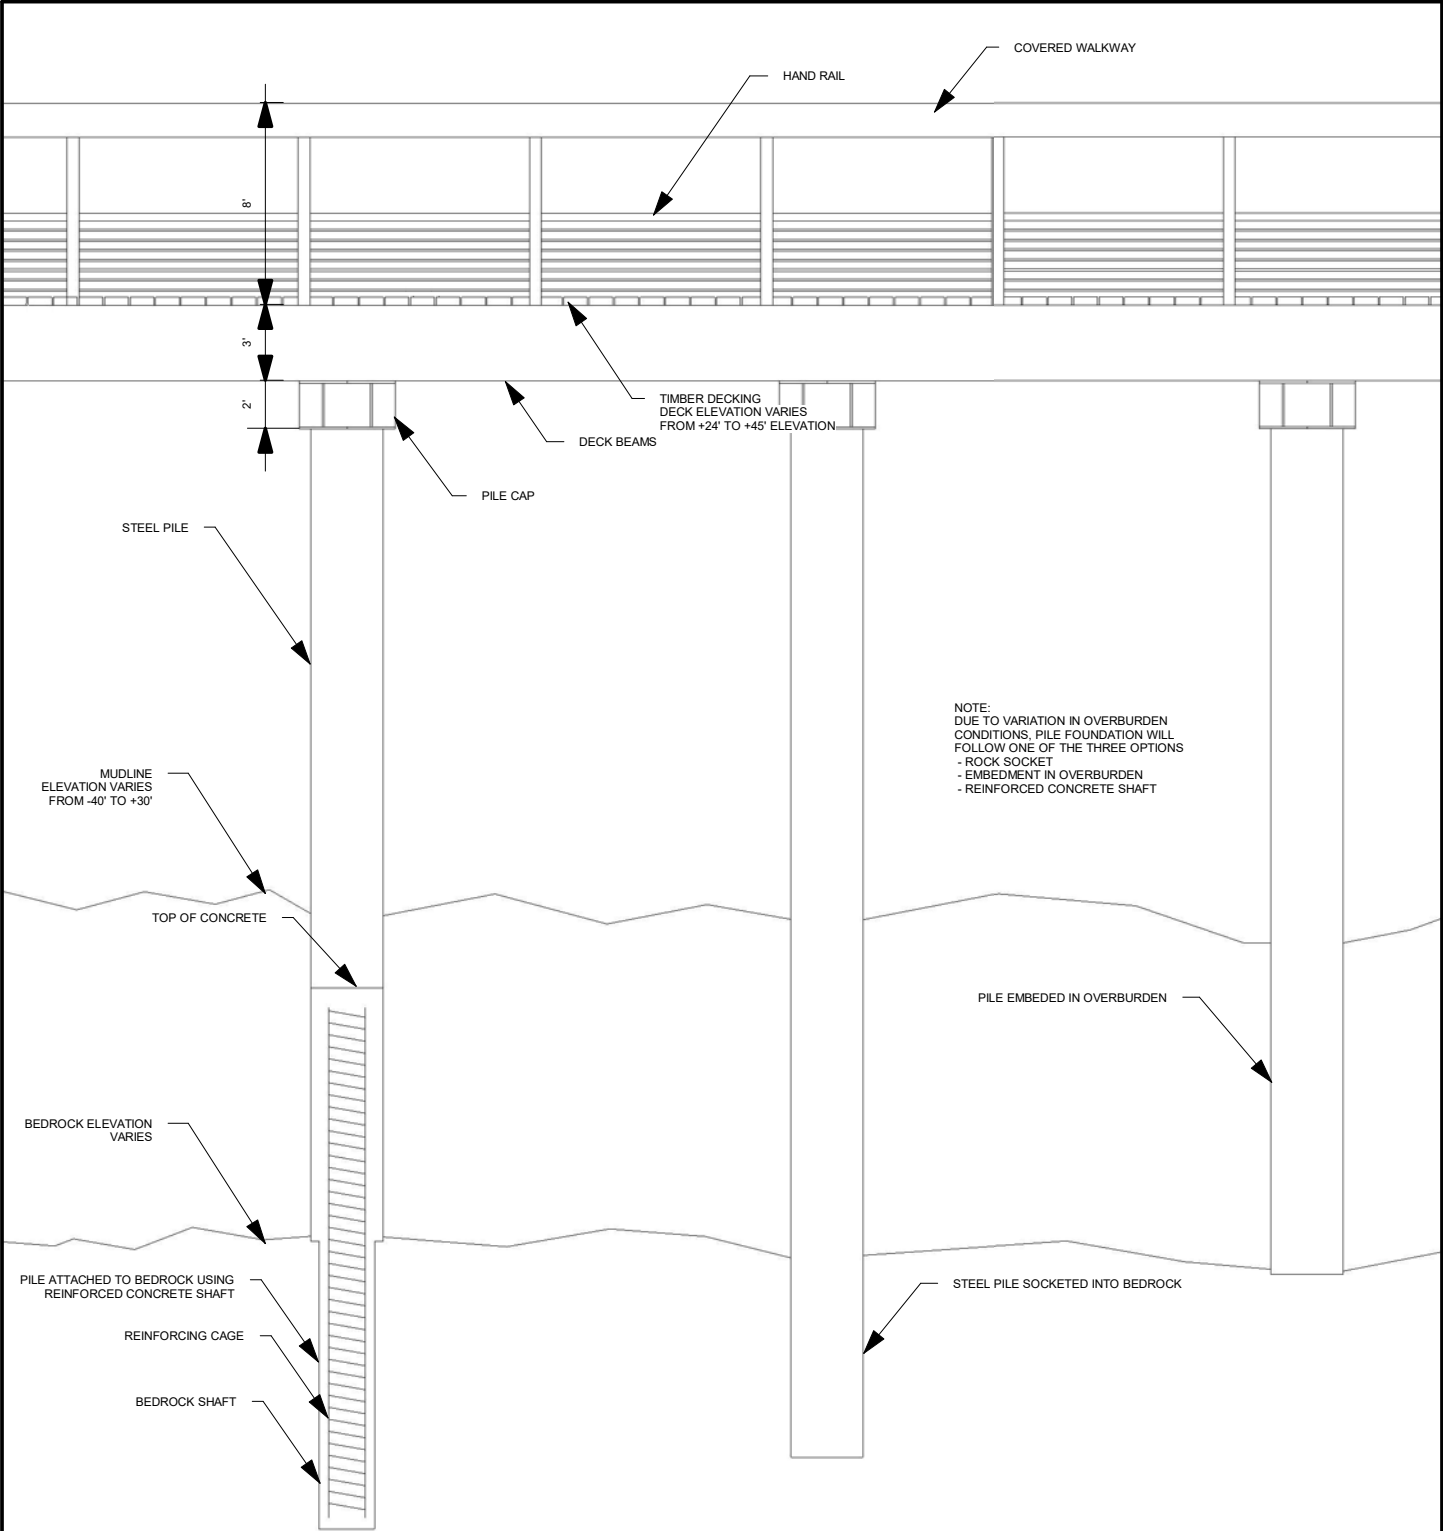 COVERED WALKWAY
HAND RAIL
8'
3'
2'
TIMBER DECKING
DECK ELEVATION VARIES
FROM +24' TO +45' ELEVATION
DECK BEAMS
PILE CAP
STEEL PILE
NOTE:
DUE TO VARIATION IN OVERBURDEN
CONDITIONS, PILE FOUNDATION WILL
FOLLOW ONE OF THE THREE OPTIONS
- ROCK SOCKET
- EMBEDMENT IN OVERBURDEN
- REINFORCED CONCRETE SHAFT
MUDLINE
ELEVATION VARIES
FROM -40' TO +30'
TOP OF CONCRETE
PILE EMBEDED IN OVERBURDEN
BEDROCK ELEVATION
VARIES
PILE ATTACHED TO BEDROCK USING
REINFORCED CONCRETE SHAFT
STEEL PILE SOCKETED INTO BEDROCK
REINFORCING CAGE
BEDROCK SHAFT